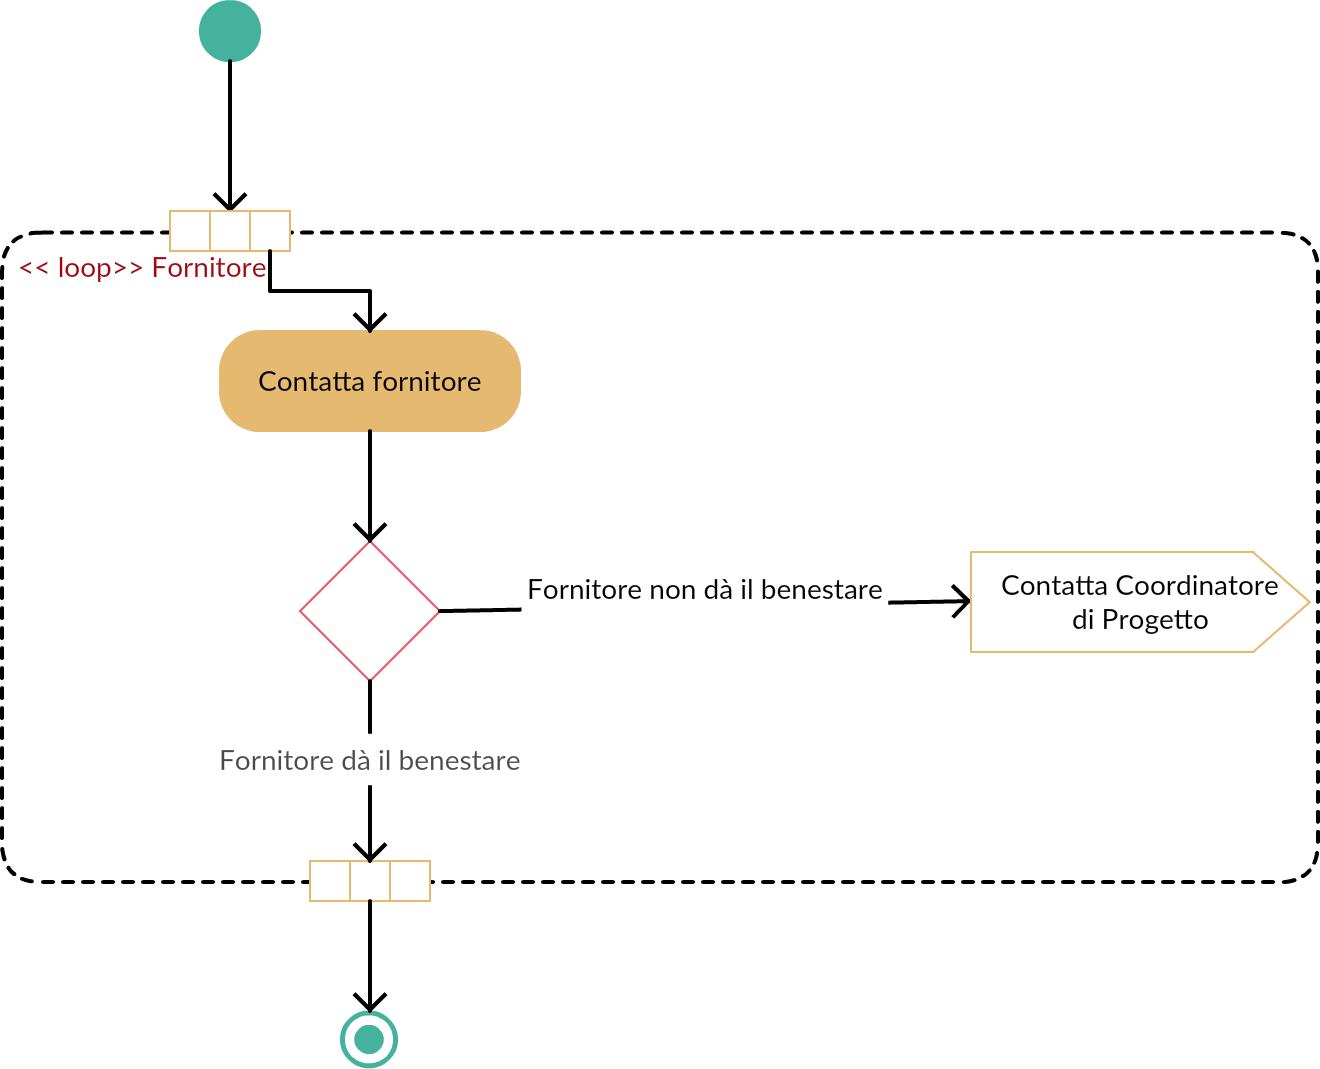 << loop>> Fornitore
Contatta fornitore
Fornitore non dà il benestare
Contatta Coordinatore
di Progetto
Fornitore dà il benestare